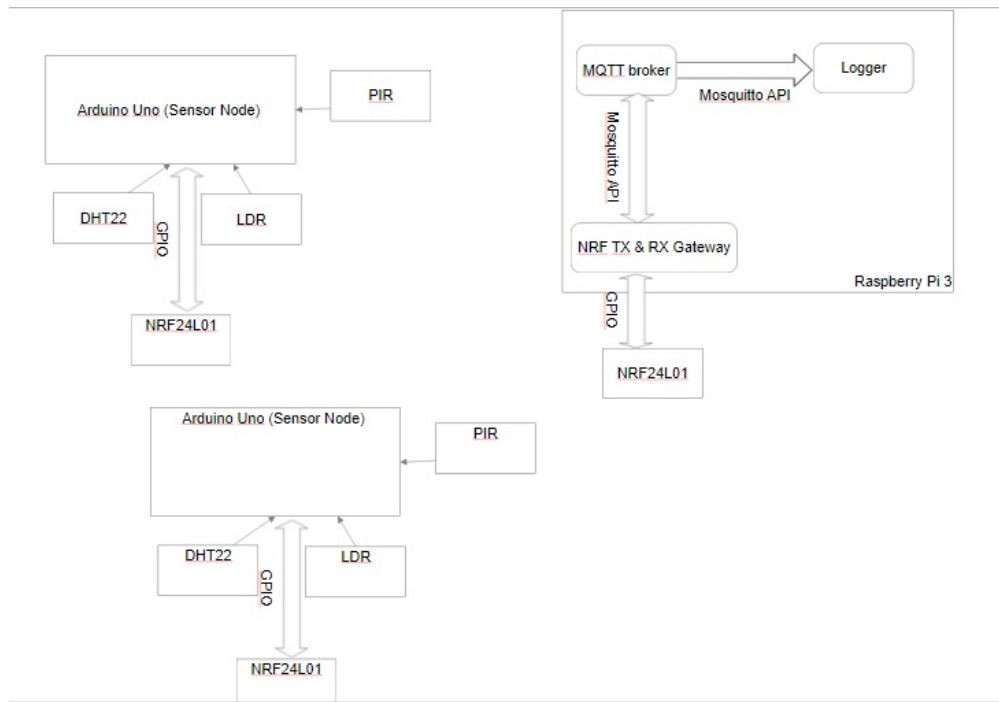 Arduino Uno (Sensor Node)
PIR
DHT22
LDR
GPIO
NRF24L01
MQTT broker
Logger
Mosquitto API
Mosquitto API
NRF TX & RX Gateway
Raspberry Pi 3
GPIO
NRF24L01
Arduino Uno (Sensor Node)
PIR
DHT22
LDR
GPIO
NRF24L01